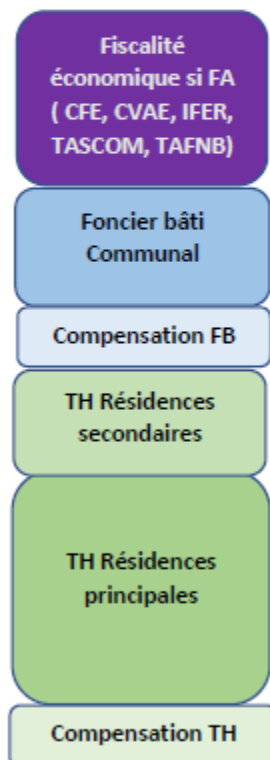 Fiscalité
économique si FA
( CFE, CVAE, IFER,
TASCOM, TAFNB)
Foncier bâti
Communal
Compensation FB
TH Résidences
secondaires
TH Résidences
principales
Compensation TH